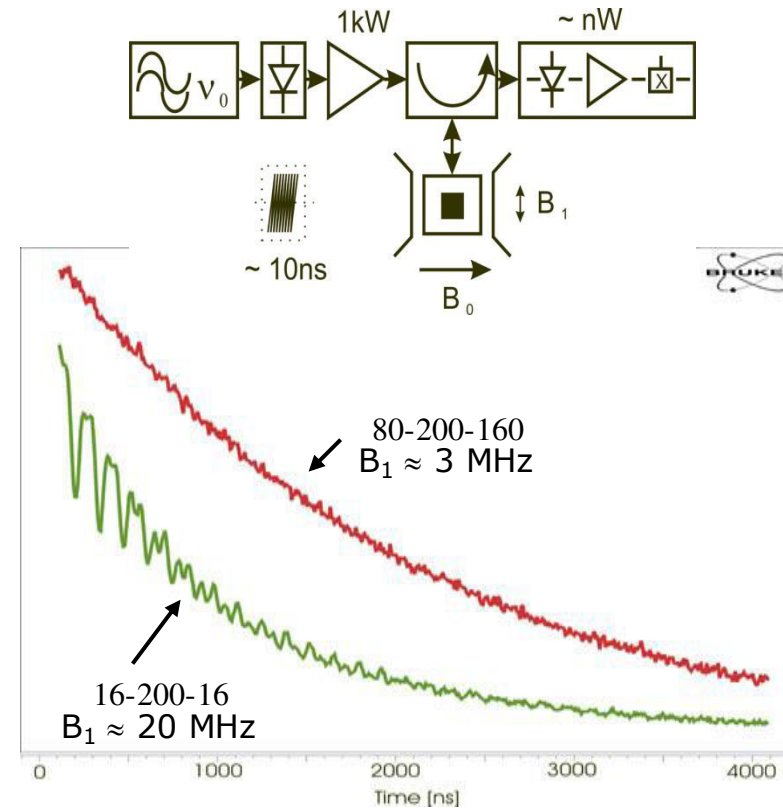 1kW
~ nW
ν₀
X
B₁
~ 10ns
B₀
BRUKE
80-200-160
B₁ ≈ 3 MHz
16-200-16
B₁ ≈ 20 MHz
0 1000 2000 3000 4000
Time [ns]